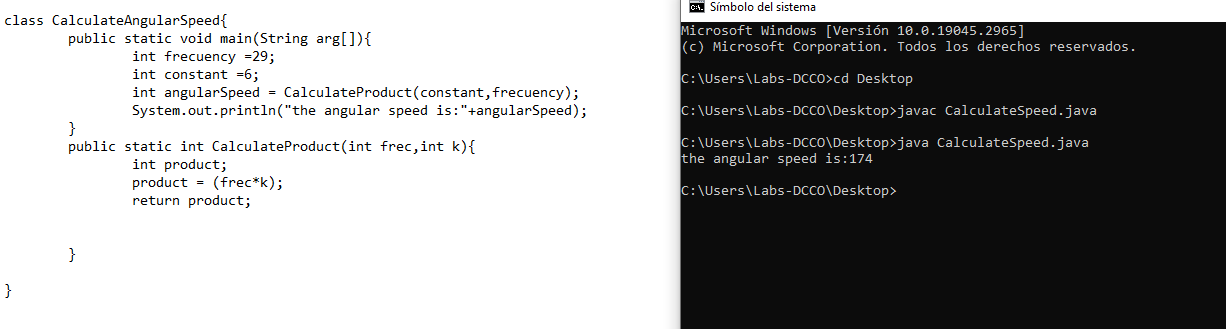 class CalculateAngularSpeed{
public static void main(String arg[]){
int frecuency =29;
int constant =6;
int angularSpeed = CalculateProduct(constant,frecuency);
System.out.println("the angular speed is:"+angularSpeed);
}
public static int CalculateProduct(int frec,int k){
int product;
product = (frec*k);
return product;
}
}
Símbolo del sistema
Microsoft Windows [Versión 10.0.19045.2965]
(c) Microsoft Corporation. Todos los derechos reservados.
C:\Users\Labs-DCCO>cd Desktop
C:\Users\Labs-DCCO\Desktop>javac CalculateSpeed.java
C:\Users\Labs-DCCO\Desktop>java CalculateSpeed.java
the angular speed is:174
C:\Users\Labs-DCCO\Desktop>